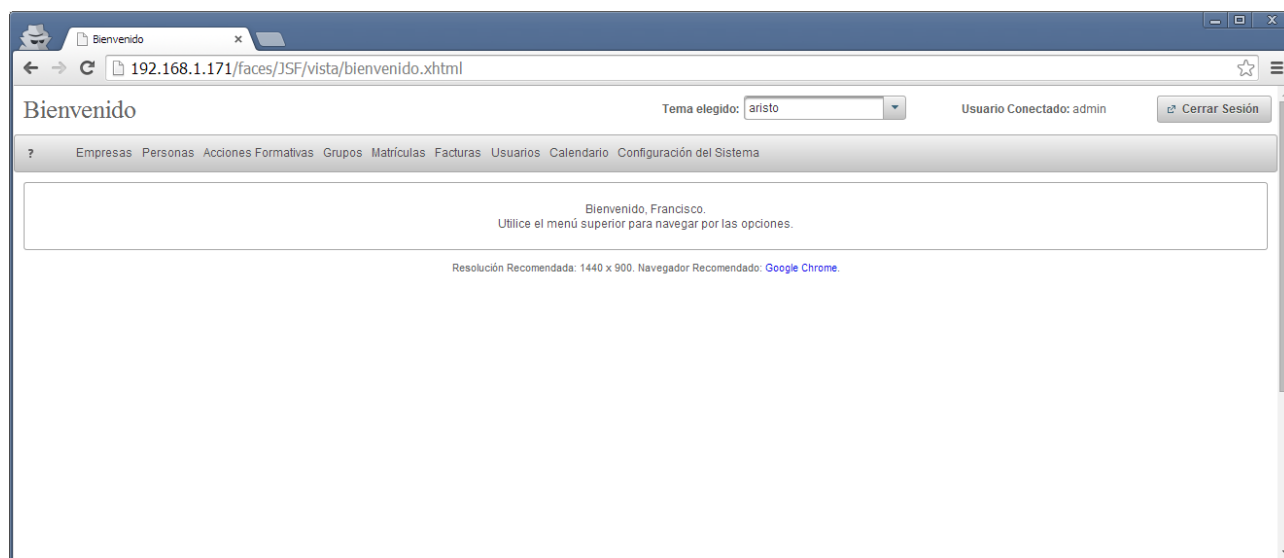 Bienvenido
192.168.1.171/faces/JSF/vista/bienvenido.xhtml
Bienvenido Tema elegido: aristo Usuario Conectado: admin Cerrar Sesión
? Empresas Personas Acciones Formativas Grupos Matrículas Facturas Usuarios Calendario Configuración del Sistema
Bienvenido, Francisco.
Utilice el menú superior para navegar por las opciones.
Resolución Recomendada: 1440 x 900. Navegador Recomendado: Google Chrome.